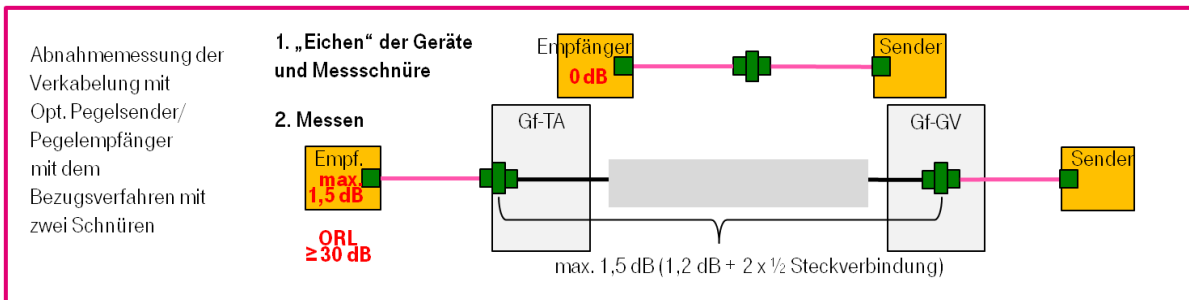 Abnahmemessung der
Verkabelung mit
Opt. Pegelsender/
Pegelempfänger
mit dem
Bezugsverfahren mit
zwei Schnüren
1. „Eichen“ der Geräte
und Messschnüre
Empfänger
0 dB
Sender
2. Messen
Gf-TA
Gf-GV
Empf.
max.
1,5 dB
Sender
ORL
≥ 30 dB
max. 1,5 dB (1,2 dB + 2 x ½ Steckverbindung)